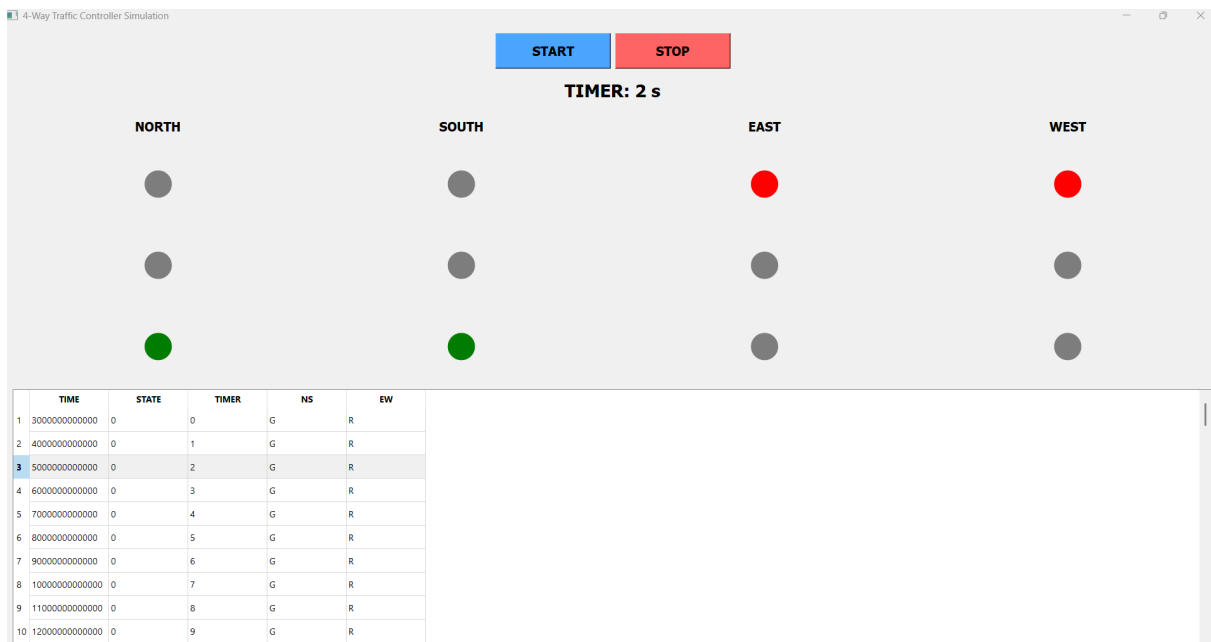 4-Way Traffic Controller Simulation
START STOP
TIMER: 2 s
NORTH SOUTH EAST WEST
TIME STATE TIMER NS EW
1 3000000000000 0 0 G R
2 4000000000000 0 1 G R
3 5000000000000 0 2 G R
4 6000000000000 0 3 G R
5 7000000000000 0 4 G R
6 8000000000000 0 5 G R
7 9000000000000 0 6 G R
8 10000000000000 0 7 G R
9 11000000000000 0 8 G R
10 12000000000000 0 9 G R